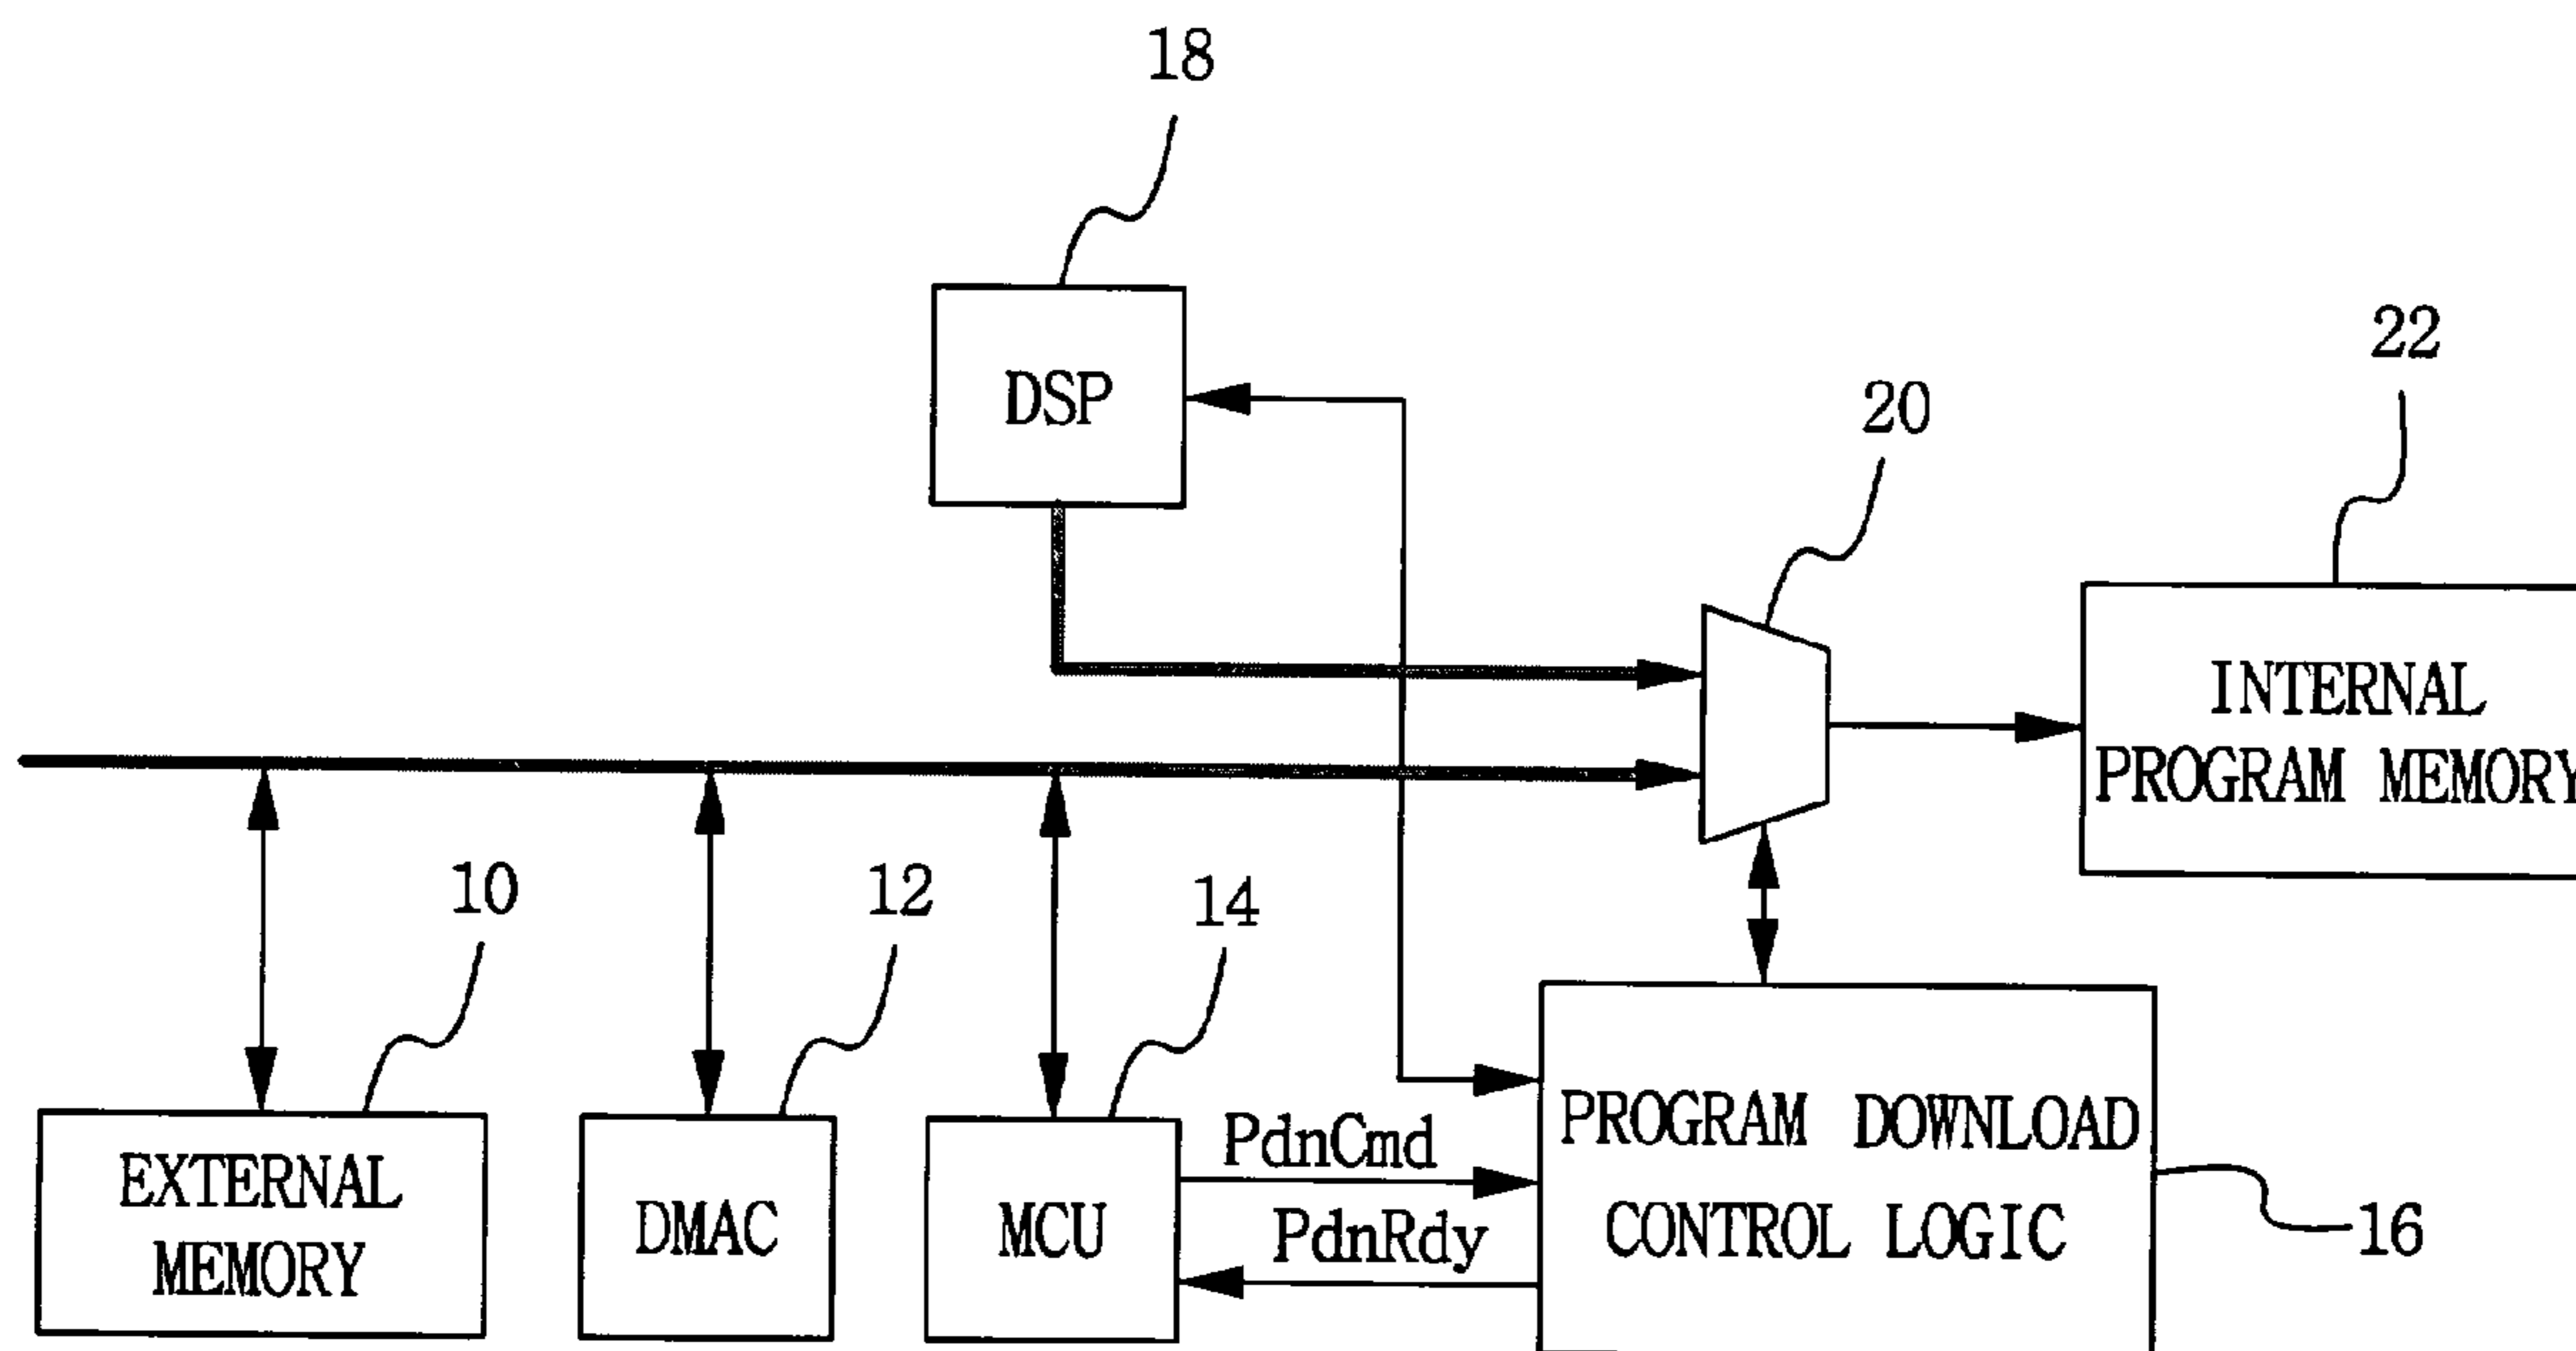 18
22
20
DSP
INTERNAL
PROGRAM MEMORY
10
12
14
PdnCmd
PROGRAM DOWNLOAD
EXTERNAL
MEMORY
DMAC
MCU
PdnRdy
CONTROL LOGIC
16